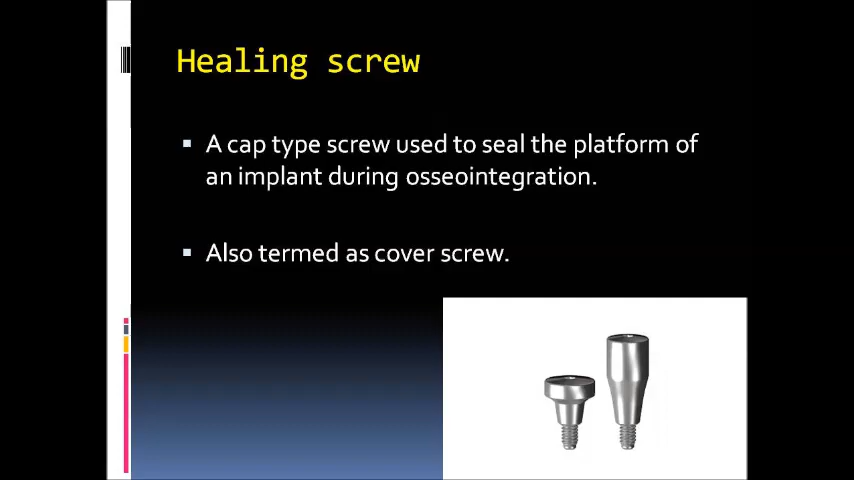 Healing screw
▪ A cap type screw used to seal the platform of
an implant during osseointegration.
▪ Also termed as cover screw.